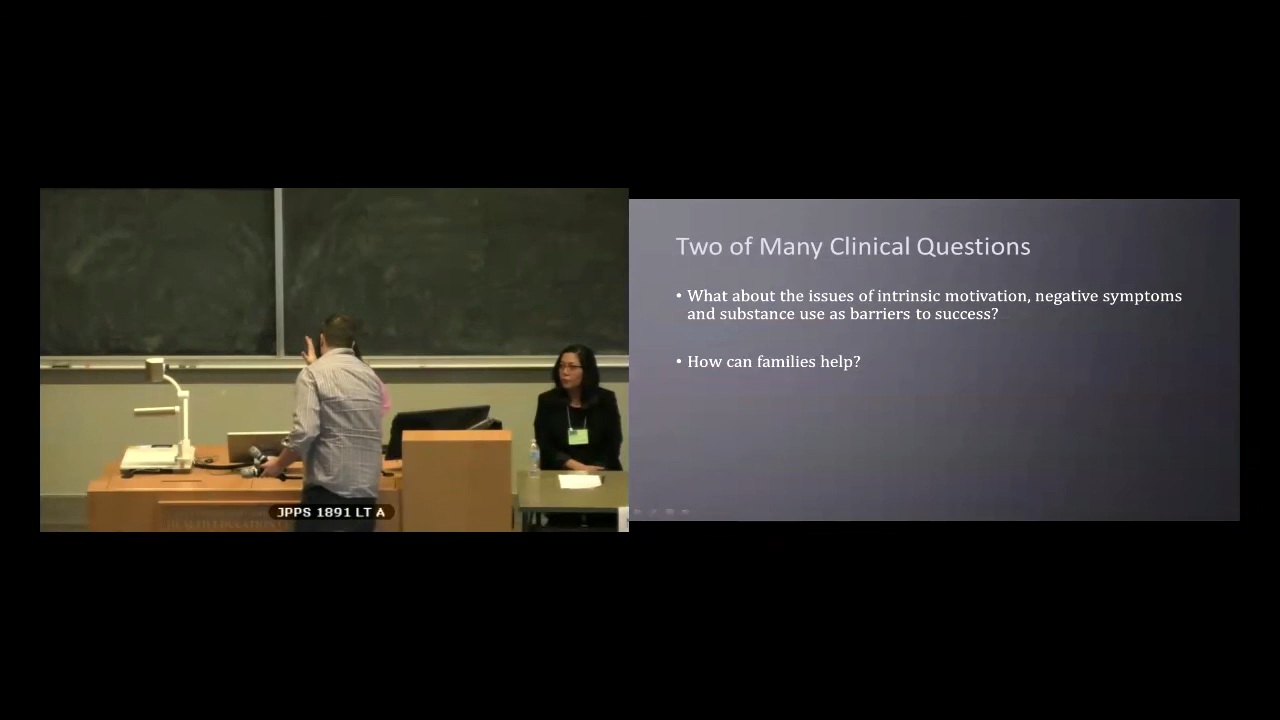 Two of Many Clinical Questions
• What about the issues of intrinsic motivation, negative symptoms
and substance use as barriers to success?
• How can families help?
JPPS 1891 LT A